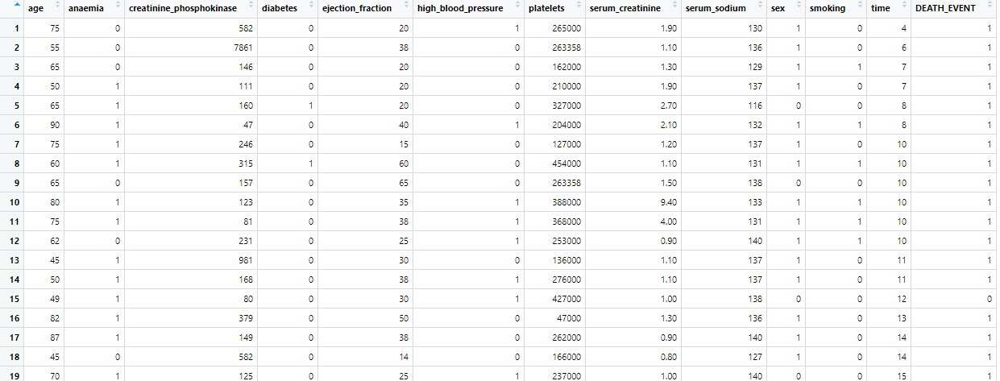 age anaemia creatinine_phosphokinase diabetes ejection_fraction high_blood_pressure platelets serum_creatinine serum_sodium sex smoking time DEATH_EVENT
1 75 0 582 0 20 1 265000 1.90 130 1 0 4 1
2 55 0 7861 0 38 0 263358 1.10 136 1 0 6 1
3 65 0 146 0 20 0 162000 1.30 129 1 1 7 1
4 50 1 111 0 20 0 210000 1.90 137 1 0 7 1
5 65 1 160 1 20 0 327000 2.70 116 0 0 8 1
6 90 1 47 0 40 1 204000 2.10 132 1 1 8 1
7 75 1 246 0 15 0 127000 1.20 137 1 0 10 1
8 60 1 315 1 60 0 454000 1.10 131 1 1 10 1
9 65 0 157 0 65 0 263358 1.50 138 0 0 10 1
10 80 1 123 0 35 1 388000 9.40 133 1 1 10 1
11 75 1 81 0 38 1 368000 4.00 131 1 1 10 1
12 62 0 231 0 25 1 253000 0.90 140 1 1 10 1
13 45 1 981 0 30 0 136000 1.10 137 1 0 11 1
14 50 1 168 0 38 1 276000 1.10 137 1 0 11 1
15 49 1 80 0 30 1 427000 1.00 138 0 0 12 0
16 82 1 379 0 50 0 47000 1.30 136 1 0 13 1
17 87 1 149 0 38 0 262000 0.90 140 1 0 14 1
18 45 0 582 0 14 0 166000 0.80 127 1 0 14 1
19 70 1 125 0 25 1 237000 1.00 140 0 0 15 1